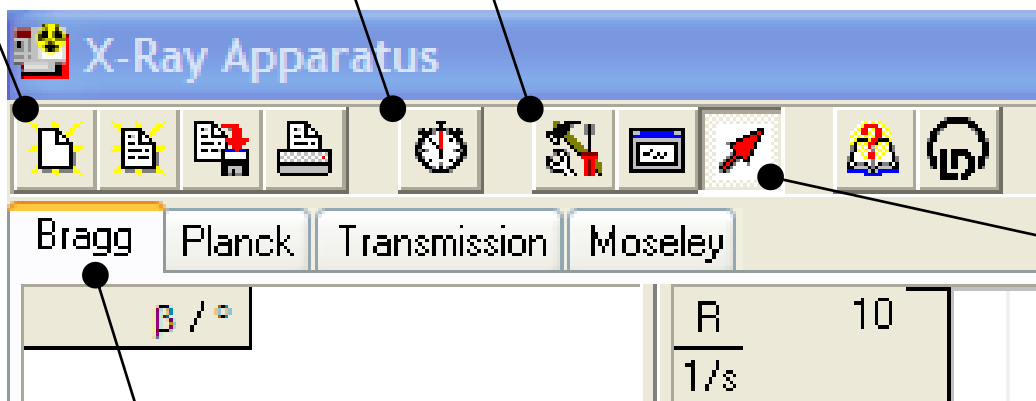 X-Ray Apparatus
Bragg Planck Transmission Moseley
β / °
R 10
1/s